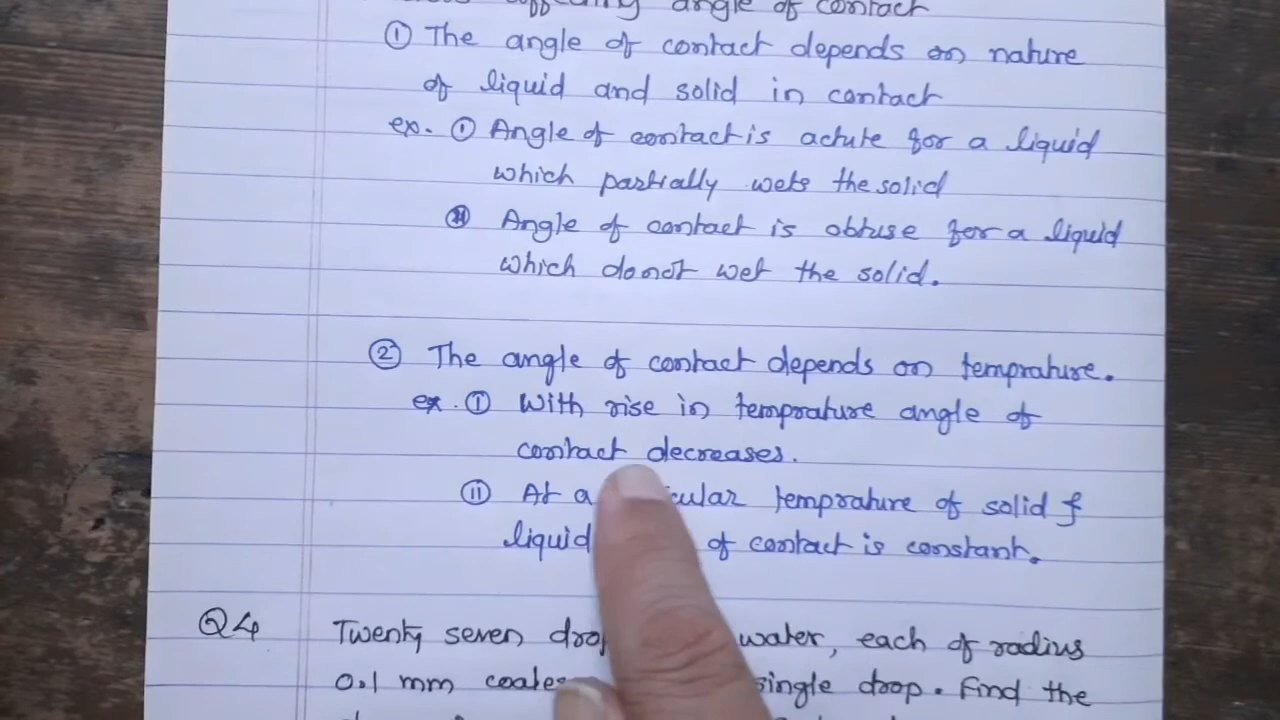 angle of contact
① The angle of contact depends on nature
of liquid and solid in contact
ex. ① Angle of contact is actute for a liquid
which partially wets the solid
Angle of contact is obtuse for a liquid
which donot wet the solid.
② The angle of contact depends on temprature.
ex. Ⓘ With rise in temprature angle of
contact decreases.
ⓘⓘ At a temprature of solid &
liquid of contact is constant.
Q4 Twenty seven water, each of radius
0.1 mm single drop. Find the